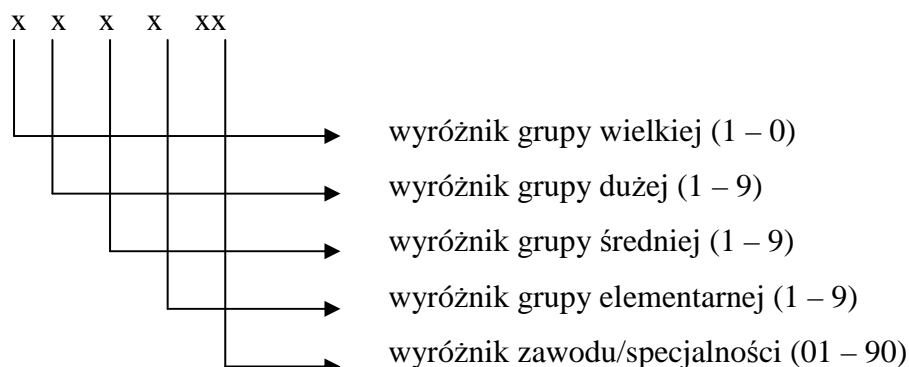 x x x x xx
wyróżnik grupy wielkiej (1 – 0)
wyróżnik grupy dużej (1 – 9)
wyróżnik grupy średniej (1 – 9)
wyróżnik grupy elementarnej (1 – 9)
wyróżnik zawodu/specjalności (01 – 90)